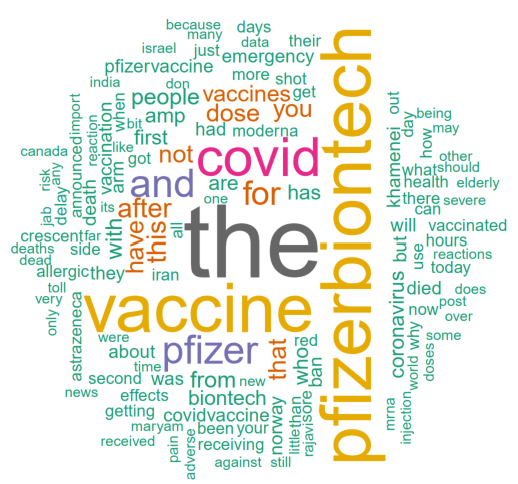 because
many
days
their
israel
just
data
emergency
pfizervaccine
more
shot
india
don
people
vaccines
get
when
amp
dose
you
import
vaccination
bit
first
had
moderna
announced
reaction
like
got
not
covid
canada
arm
and
are
for
has
risk
any
death
its
after
one
jab
delay
with
have
this
all
the
crescent
far
side
deaths
dead
allergic
they
iran
toll
very
vaccine
only
astrazeneca
were
about
pfizer
that
who
red
ban
time
second
was
from
new
news
effects
biontech
getting
covidvaccine
norway
littlethan
rajavisore
maryam
been
your
received
pain
adverse
receiving
against
still
pfizerbiontech
khamenei
out
day
being
how
may
what
other
should
health
elderly
there
severe
can
will
vaccinated
but
use
hours
reactions
today
coronavirus
died
does
now
post
over
why
some
world
doses
mrna
injection